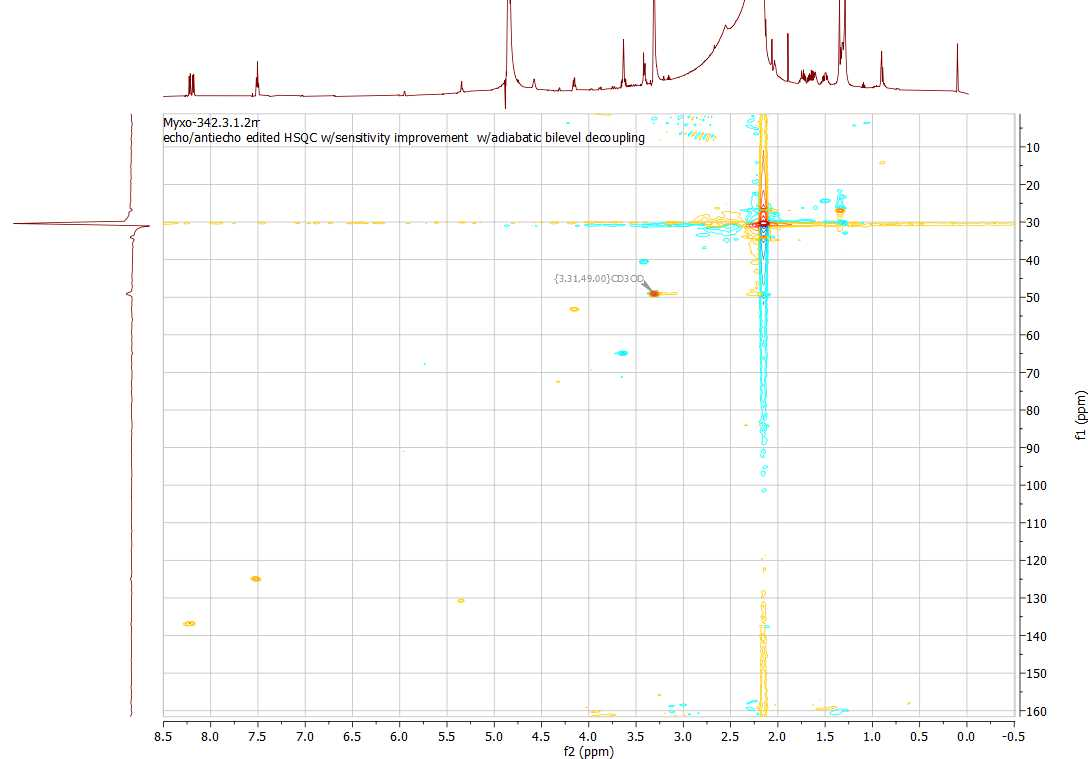 Myxo-342.3.1.2rr
echo/antiecho edited HSQC w/sensitivity improvement w/adiabatic bilevel decoupling
{3.31,49.00}CD3OD
10
20
30
40
50
60
70
80
90
100
110
120
130
140
150
160
f1 (ppm)
8.5 8.0 7.5 7.0 6.5 6.0 5.5 5.0 4.5 4.0 3.5 3.0 2.5 2.0 1.5 1.0 0.5 0.0 -0.5
f2 (ppm)